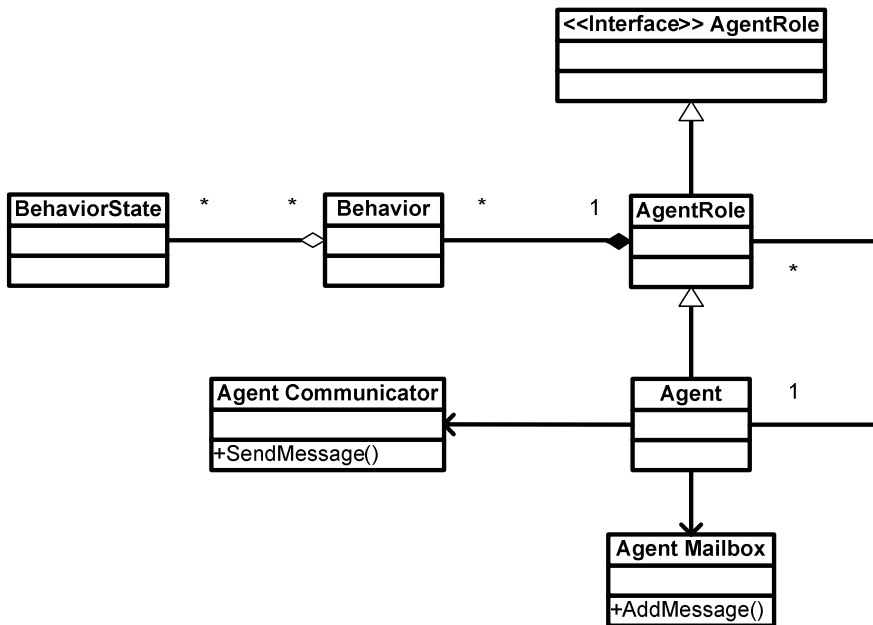 <<Interface>> AgentRole
BehaviorState
*
*
Behavior
*
1
AgentRole
*
Agent Communicator
+SendMessage()
Agent
1
Agent Mailbox
+AddMessage()